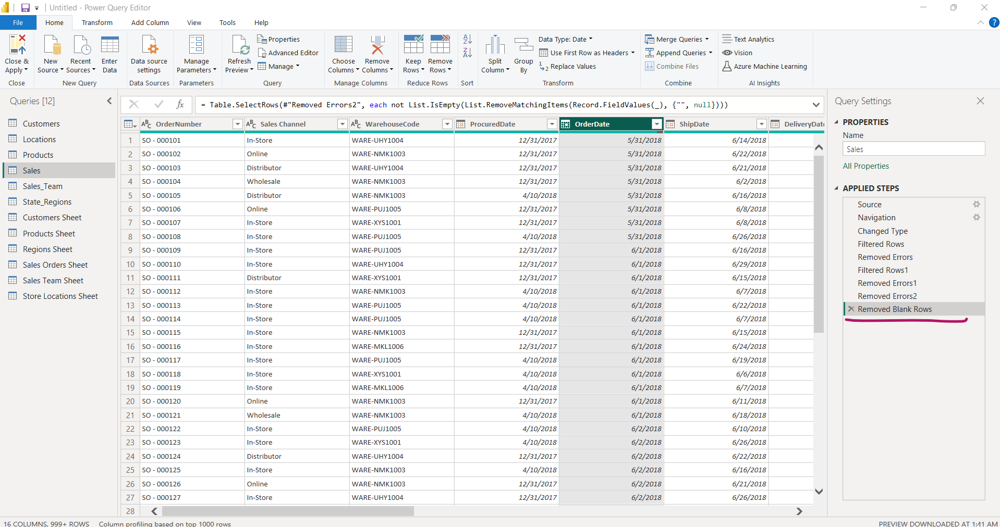 Untitled - Power Query Editor
File Home Transform Add Column View Tools Help
Close & Apply
Close
New Source
Recent Sources
Enter Data
New Query
Data source settings
Data Sources
Manage Parameters
Parameters
Refresh Preview
Properties
Advanced Editor
Manage
Query
Choose Columns
Remove Columns
Manage Columns
Keep Rows
Remove Rows
Reduce Rows
Sort
Split Column
Group By
Data Type: Date
Use First Row as Headers
Replace Values
Transform
Merge Queries
Append Queries
Combine Files
Combine
Text Analytics
Vision
Azure Machine Learning
AI Insights
Queries [12]
Customers
Locations
Products
Sales
Sales_Team
State_Regions
Customers Sheet
Products Sheet
Regions Sheet
Sales Orders Sheet
Sales Team Sheet
Store Locations Sheet
fx = Table.SelectRows(#"Removed Errors2", each not List.IsEmpty(List.RemoveMatchingItems(Record.FieldValues(_), {"", null})))
OrderNumber Sales Channel WarehouseCode ProcuredDate OrderDate ShipDate DeliveryDate
1 SO - 000101 In-Store WARE-UHY1004 12/31/2017 5/31/2018 6/14/2018
2 SO - 000102 Online WARE-NMK1003 12/31/2017 5/31/2018 6/22/2018
3 SO - 000103 Distributor WARE-UHY1004 12/31/2017 5/31/2018 6/21/2018
4 SO - 000104 Wholesale WARE-NMK1003 12/31/2017 5/31/2018 6/2/2018
5 SO - 000105 Distributor WARE-NMK1003 4/10/2018 5/31/2018 6/16/2018
6 SO - 000106 Online WARE-PUJ1005 12/31/2017 5/31/2018 6/8/2018
7 SO - 000107 In-Store WARE-XYS1001 12/31/2017 5/31/2018 6/8/2018
8 SO - 000108 In-Store WARE-PUJ1005 4/10/2018 5/31/2018 6/26/2018
9 SO - 000109 In-Store WARE-PUJ1005 12/31/2017 6/1/2018 6/16/2018
10 SO - 000110 In-Store WARE-UHY1004 12/31/2017 6/1/2018 6/29/2018
11 SO - 000111 Distributor WARE-XYS1001 12/31/2017 6/1/2018 6/15/2018
12 SO - 000112 In-Store WARE-NMK1003 4/10/2018 6/1/2018 6/7/2018
13 SO - 000113 In-Store WARE-PUJ1005 4/10/2018 6/1/2018 6/22/2018
14 SO - 000114 In-Store WARE-PUJ1005 4/10/2018 6/1/2018 6/7/2018
15 SO - 000115 In-Store WARE-NMK1003 12/31/2017 6/1/2018 6/15/2018
16 SO - 000116 In-Store WARE-MKL1006 12/31/2017 6/1/2018 6/24/2018
17 SO - 000117 In-Store WARE-PUJ1005 4/10/2018 6/1/2018 6/19/2018
18 SO - 000118 In-Store WARE-XYS1001 4/10/2018 6/1/2018 6/6/2018
19 SO - 000119 In-Store WARE-MKL1006 4/10/2018 6/1/2018 6/7/2018
20 SO - 000120 Online WARE-NMK1003 12/31/2017 6/1/2018 6/11/2018
21 SO - 000121 Wholesale WARE-NMK1003 4/10/2018 6/1/2018 6/18/2018
22 SO - 000122 In-Store WARE-PUJ1005 4/10/2018 6/2/2018 6/10/2018
23 SO - 000123 In-Store WARE-XYS1001 4/10/2018 6/2/2018 6/26/2018
24 SO - 000124 Distributor WARE-UHY1004 12/31/2017 6/2/2018 6/22/2018
25 SO - 000125 In-Store WARE-NMK1003 4/10/2018 6/2/2018 6/16/2018
26 SO - 000126 Online WARE-NMK1003 12/31/2017 6/2/2018 6/21/2018
27 SO - 000127 In-Store WARE-UHY1004 12/31/2017 6/2/2018 6/26/2018
28
Query Settings
PROPERTIES
Name
Sales
All Properties
APPLIED STEPS
Source
Navigation
Changed Type
Filtered Rows
Removed Errors
Filtered Rows1
Removed Errors1
Removed Errors2
Removed Blank Rows
16 COLUMNS, 999+ ROWS Column profiling based on top 1000 rows
PREVIEW DOWNLOADED AT 1:41 AM